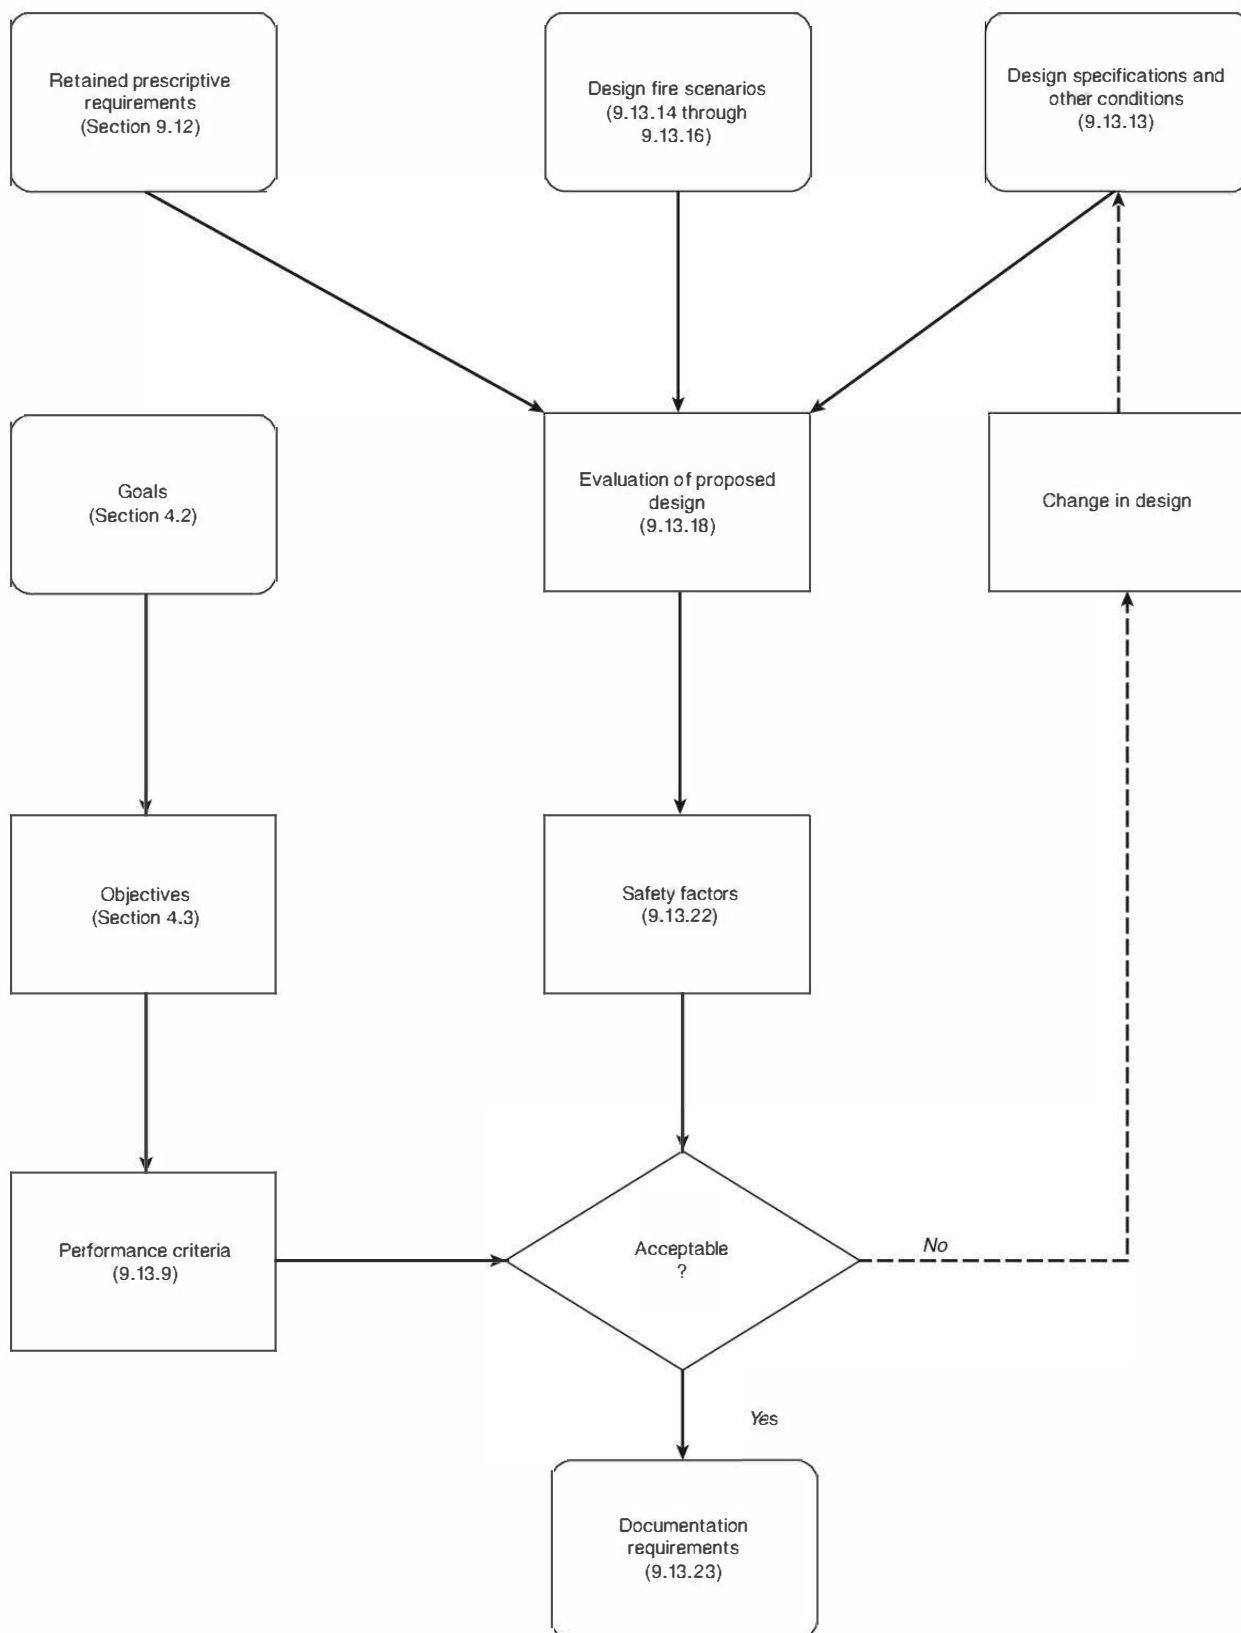 Retained prescriptive
requirements
(Section 9.12)
Design fire scenarios
(9.13.14 through
9.13.16)
Design specifications and
other conditions
(9.13.13)
Goals
(Section 4.2)
Evaluation of proposed
design
(9.13.18)
Change in design
Objectives
(Section 4.3)
Safety factors
(9.13.22)
Performance criteria
(9.13.9)
Acceptable
?
No
Yes
Documentation
requirements
(9.13.23)